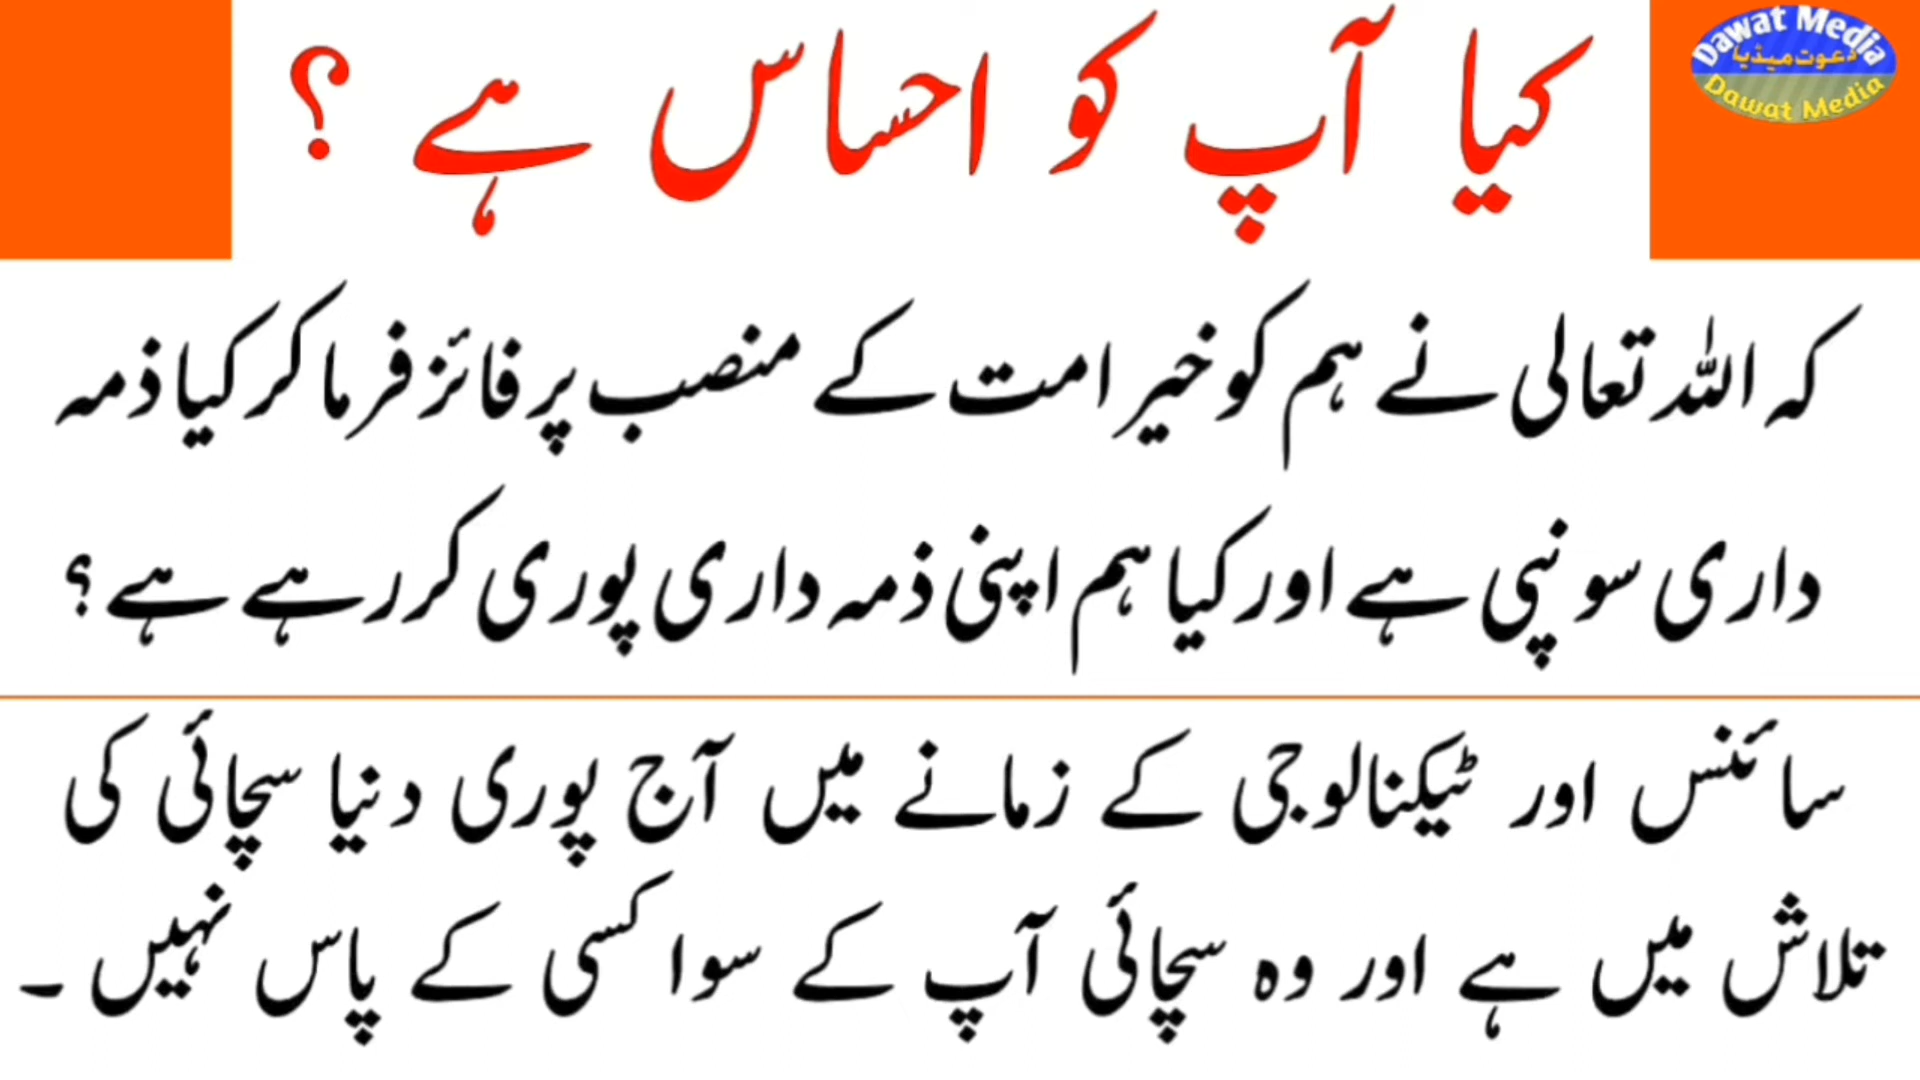 کیا آپ کو احساس ہے ؟
Dawat Media
دعوت میڈیا
Dawat Media
کہ اللہ تعالی نے ہم کو خیر امت کے منصب پر فائز فرما کر کیا ذمہ
داری سونپی ہے اور کیا ہم اپنی ذمہ داری پوری کر رہے ہے ؟
سائنس اور ٹیکنالوجی کے زمانے میں آج پوری دنیا سچائی کی
تلاش میں ہے اور وہ سچائی آپ کے سوا کسی کے پاس نہیں ۔